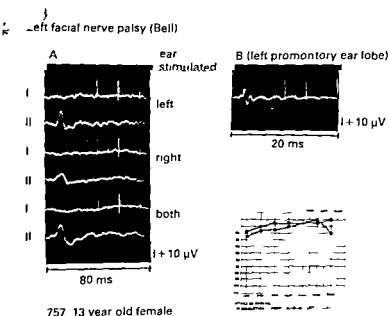 Left facial nerve palsy (Bell)
A
ear
stimulated
B (left promontory ear lobe)
I
left
II
+ 10 µV
I
right
20 ms
II
I
both
II
+ 10 µV
80 ms
757 13 year old female